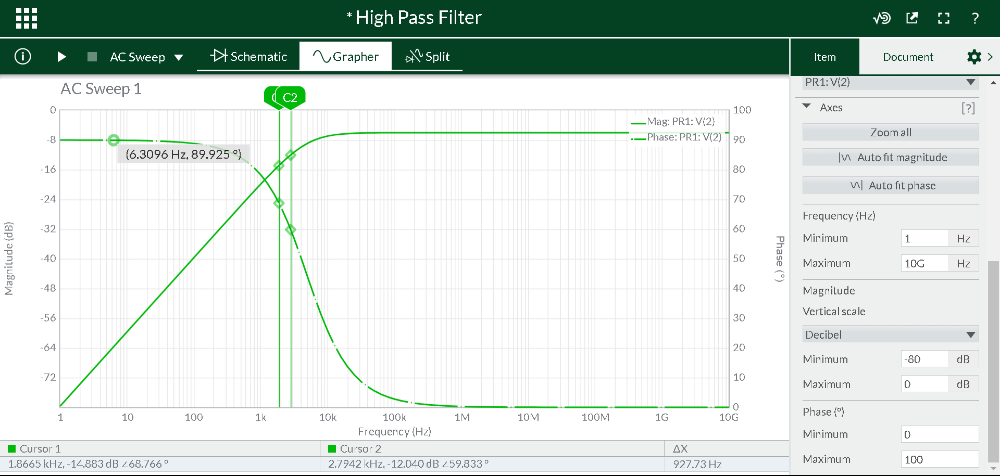 * High Pass Filter
?
AC Sweep
Schematic
Grapher
Split
Item
Document
AC Sweep 1
C2
0
-8
-16
-24
-32
-40
-48
-56
-64
-72
Magnitude (dB)
(6.3096 Hz, 89.925 °)
Mag: PR1: V(2)
Phase: PR1: V(2)
100
90
80
70
60
50
40
30
20
10
0
Phase (°)
1 10 100 1k 10k 100k 1M 10M 100M 1G 10G
Frequency (Hz)
Cursor 1
1.8665 kHz, -14.883 dB ∠68.766 °
Cursor 2
2.7942 kHz, -12.040 dB ∠59.833 °
ΔX
927.73 Hz
PR1: V(2)
Axes [?]
Zoom all
Auto fit magnitude
Auto fit phase
Frequency (Hz)
Minimum 1 Hz
Maximum 10G Hz
Magnitude
Vertical scale
Decibel
Minimum -80 dB
Maximum 0 dB
Phase (°)
Minimum 0
Maximum 100